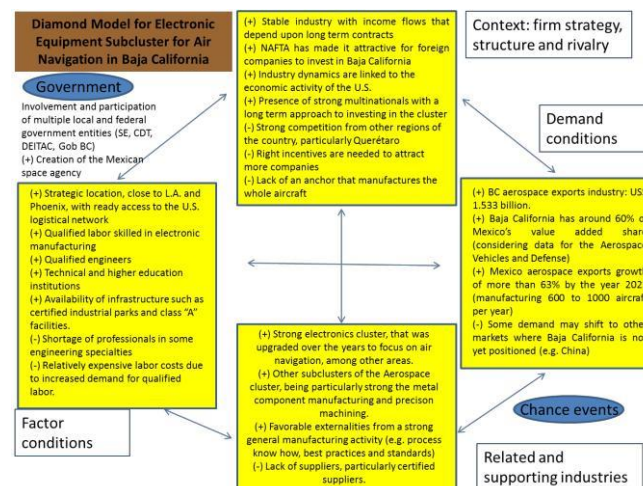 Diamond Model for Electronic
Equipment Subcluster for Air
Navigation in Baja California
Government
Involvement and participation
of multiple local and federal
government entities (SE, CDT,
DEITAC, Gob BC)
(+) Creation of the Mexican
space agency
(+) Stable industry with income flows that
depend upon long term contracts
(+) NAFTA has made it attractive for foreign
companies to invest in Baja California
(+) Industry dynamics are linked to the
economic activity of the U.S.
(+) Presence of strong multinationals with a
long term approach to investing in the cluster
(-) Strong competition from other regions of
the country, particularly Querétaro
(-) Right incentives are needed to attract
more companies
(-) Lack of an anchor that manufactures the
whole aircraft
Context: firm strategy,
structure and rivalry
Demand
conditions
(+) Strategic location, close to L.A. and
Phoenix, with ready access to the U.S.
logistical network
(+) Qualified labor skilled in electronic
manufacturing
(+) Qualified engineers
(+) Technical and higher education
institutions
(+) Availability of infrastructure such as
certified industrial parks and class “A”
facilities.
(-) Shortage of professionals in some
engineering specialties
(-) Relatively expensive labor costs due
to increased demand for qualified
labor.
Factor
conditions
(+) BC aerospace exports industry: US
1.533 billion.
(+) Baja California has around 60% o
Mexico’s value added share
(considering data for the Aerospace
Vehicles and Defense)
(+) Mexico aerospace exports growth
of more than 63% by the year 202
(manufacturing 600 to 1000 aircraf
per year)
(-) Some demand may shift to othe
markets where Baja California is no
yet positioned (e.g. China)
Chance events
(+) Strong electronics cluster, that was
upgraded over the years to focus on air
navigation, among other areas.
(+) Other subclusters of the Aerospace
cluster, being particularly strong the metal
component manufacturing and precison
machining.
(+) Favorable externalities from a strong
general manufacturing activity (e.g. process
know how, best practices and standards)
(-) Lack of suppliers, particularly certified
suppliers.
Related and
supporting industries